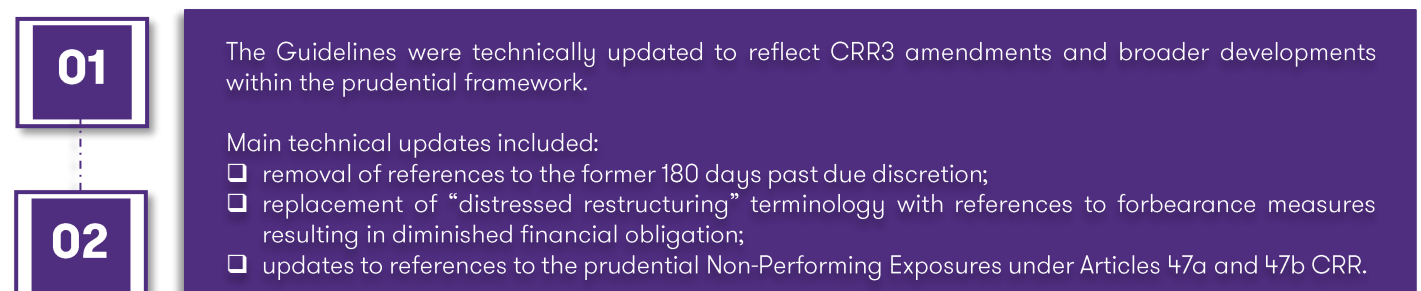 01
The Guidelines were technically updated to reflect CRR3 amendments and broader developments
within the prudential framework.
Main technical updates included:
❑ removal of references to the former 180 days past due discretion;
❑ replacement of “distressed restructuring” terminology with references to forbearance measures
resulting in diminished financial obligation;
❑ updates to references to the prudential Non-Performing Exposures under Articles 47a and 47b CRR.
02